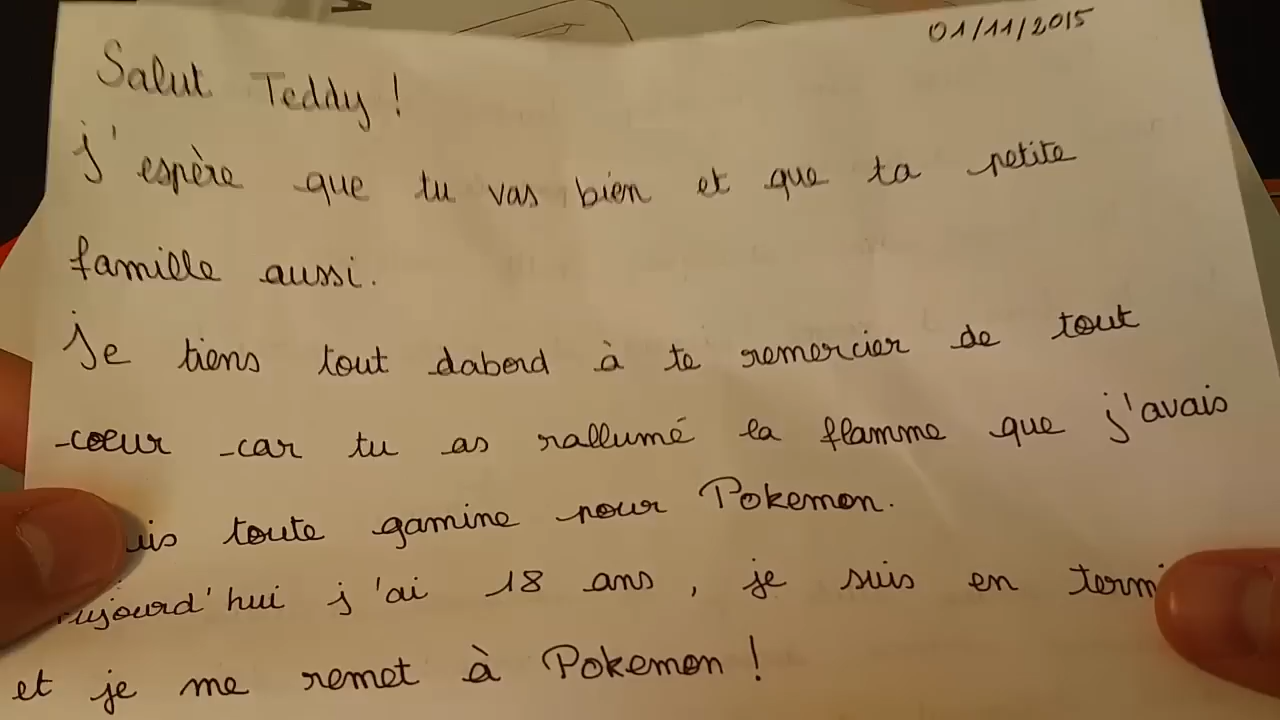 01/11/2015
Salut Teddy !
J'espère que tu vas bien et que ta petite
famille aussi.
Je tiens tout dabord à te remercier de tout
coeur car tu as rallumé la flamme que j'avais
toute gamine pour Pokemon.
j'ai 18 ans, je suis en
et je me remet à Pokemon !